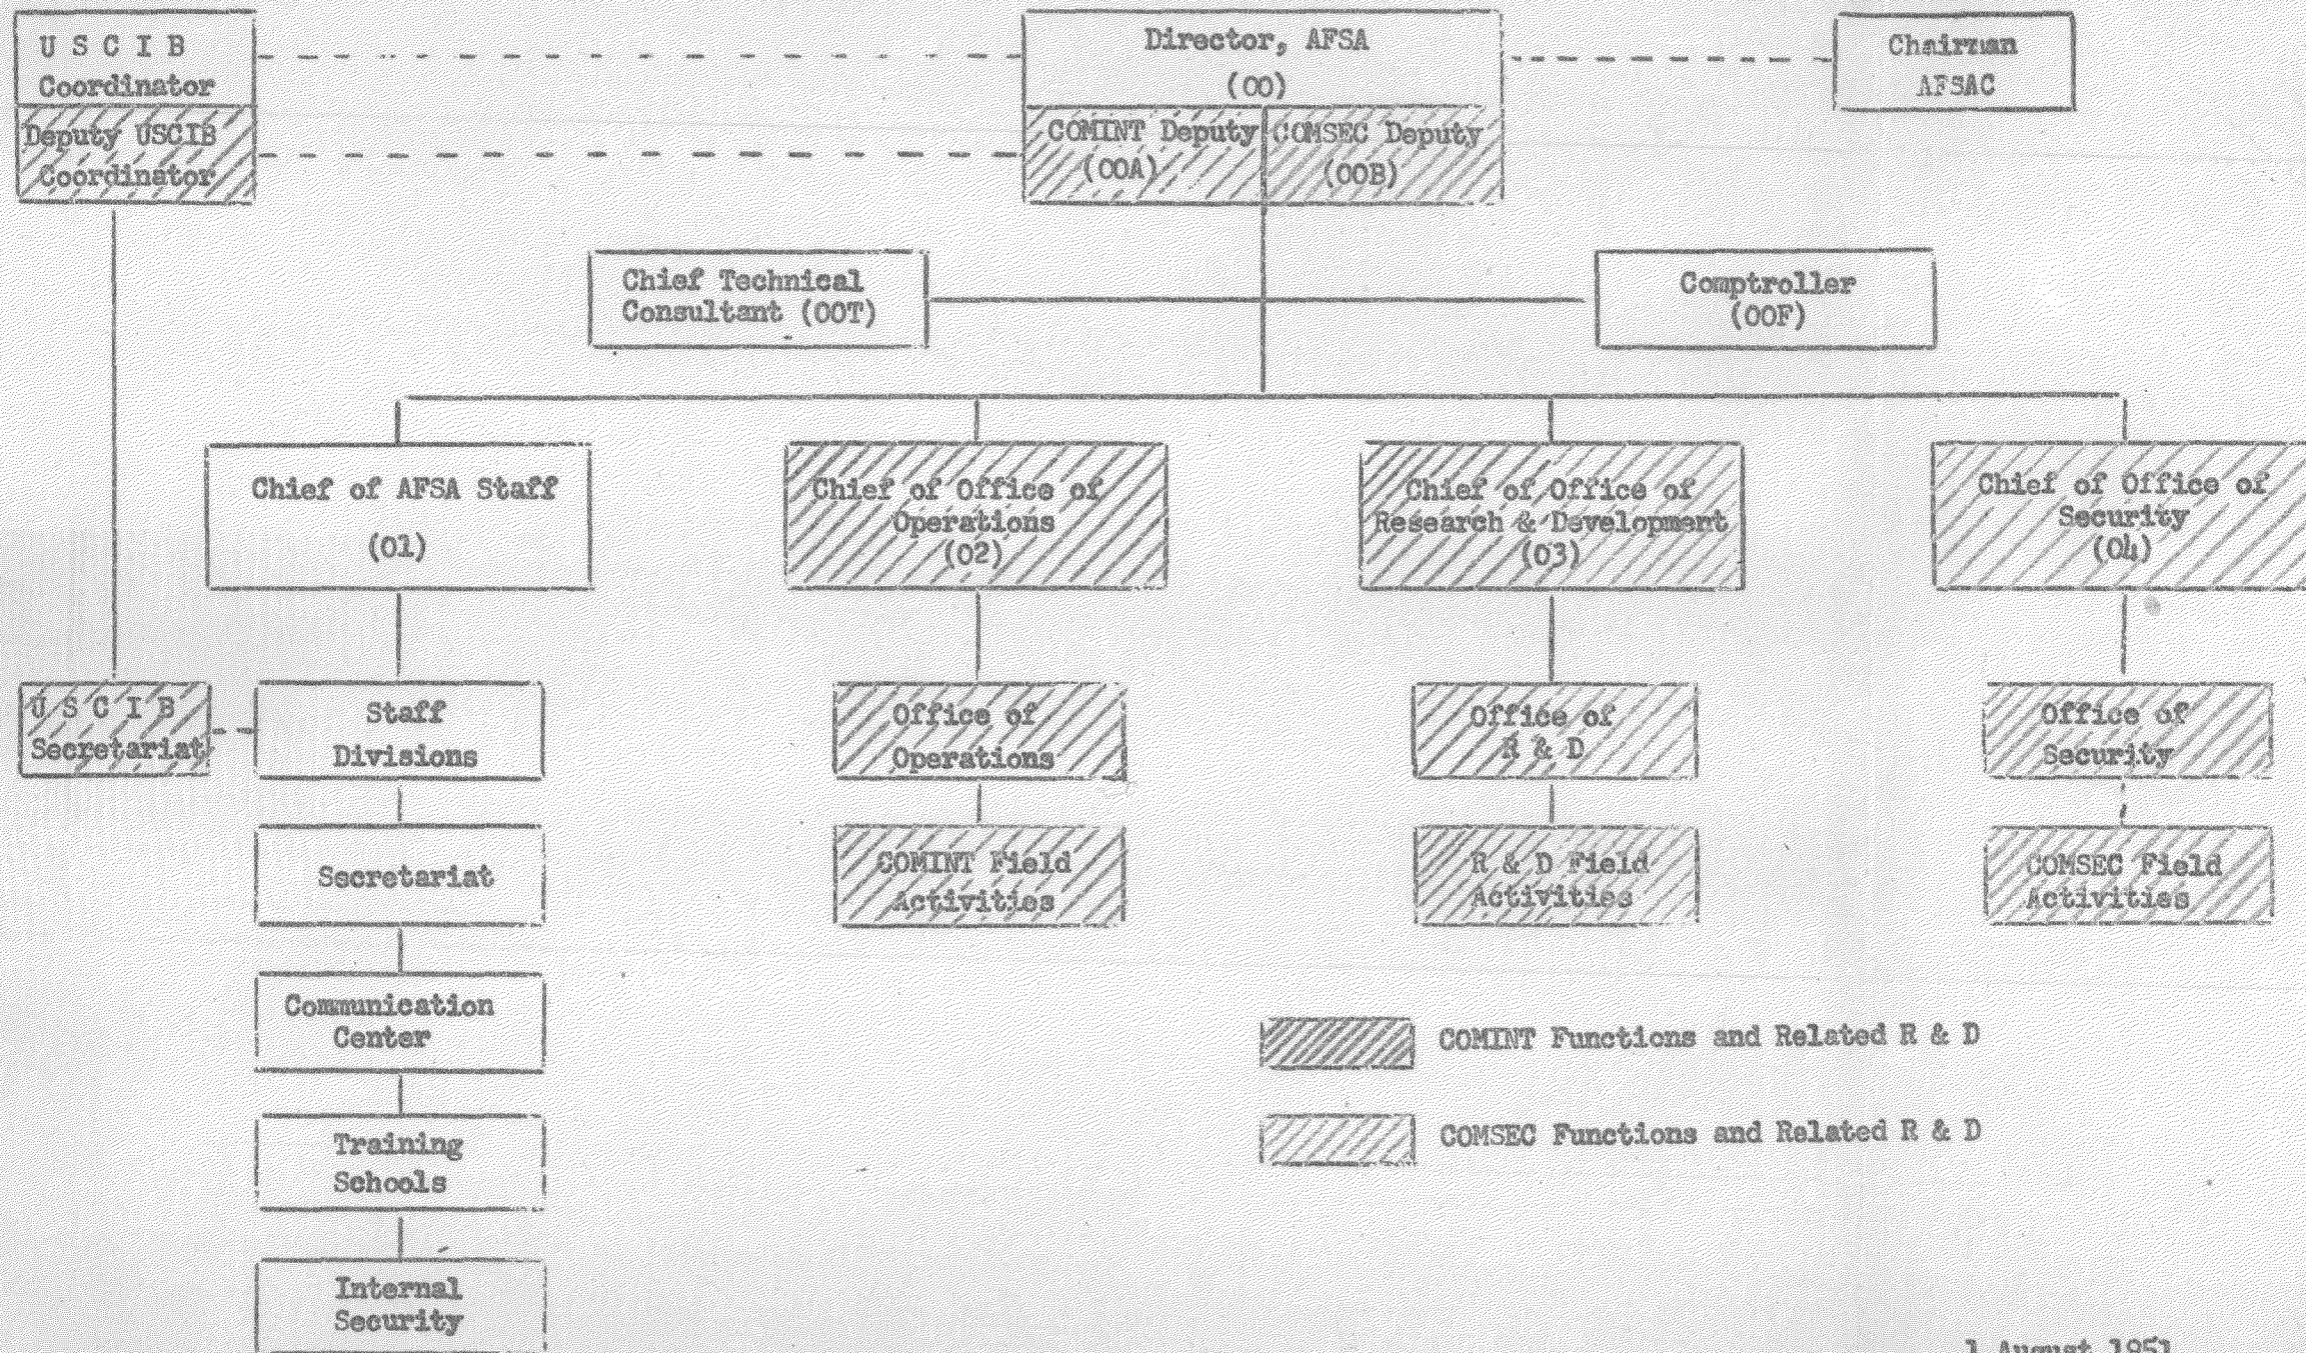 U S C I B
Coordinator
Deputy USCIB
Coordinator
Director, AFSA
(00)
COMINT Deputy
(00A)
COMSEC Deputy
(00B)
Chairman
AFSAC
Chief Technical
Consultant (00T)
Comptroller
(00F)
Chief of AFSA Staff
(01)
Chief of Office of
Operations
(02)
Chief of Office of
Research & Development
(03)
Chief of Office of
Security
(04)
U S C I B
Secretariat
Staff
Divisions
Office of
Operations
Office of
R & D
Office of
Security
Secretariat
COMINT Field
Activities
R & D Field
Activities
COMSEC Field
Activities
Communication
Center
Training
Schools
Internal
Security
COMINT Functions and Related R & D
COMSEC Functions and Related R & D
1 August 1951